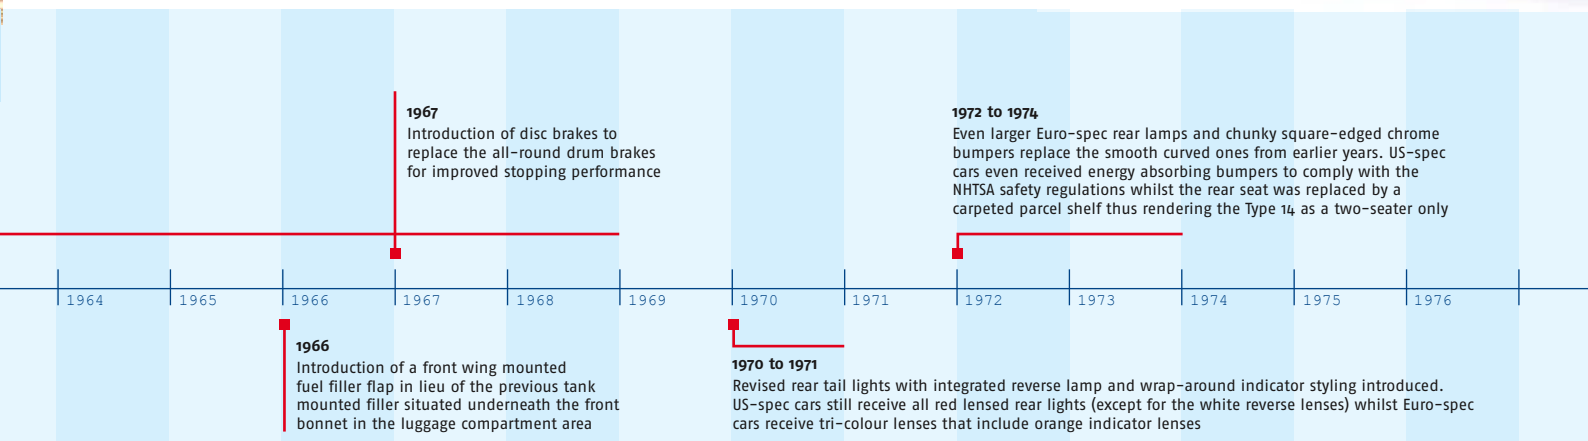 1967
Introduction of disc brakes to
replace the all-round drum brakes
for improved stopping performance
1972 to 1974
Even larger Euro-spec rear lamps and chunky square-edged chrome
bumpers replace the smooth curved ones from earlier years. US-spec
cars even received energy absorbing bumpers to comply with the
NHTSA safety regulations whilst the rear seat was replaced by a
carpeted parcel shelf thus rendering the Type 14 as a two-seater only
1964 1965 1966 1967 1968 1969 1970 1971 1972 1973 1974 1975 1976
1966
Introduction of a front wing mounted
fuel filler flap in lieu of the previous tank
mounted filler situated underneath the front
bonnet in the luggage compartment area
1970 to 1971
Revised rear tail lights with integrated reverse lamp and wrap-around indicator styling introduced.
US-spec cars still receive all red lensed rear lights (except for the white reverse lenses) whilst Euro-spec
cars receive tri-colour lenses that include orange indicator lenses